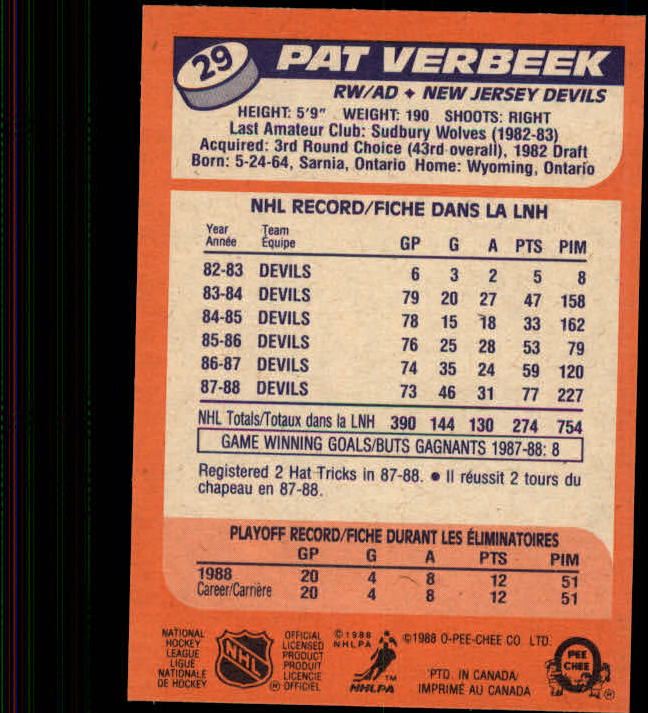 29 PAT VERBEEK
RW/AD ♦ NEW JERSEY DEVILS
HEIGHT: 5'9" WEIGHT: 190 SHOOTS: RIGHT
Last Amateur Club: Sudbury Wolves (1982-83)
Acquired: 3rd Round Choice (43rd overall), 1982 Draft
Born: 5-24-64, Sarnia, Ontario Home: Wyoming, Ontario
NHL RECORD/FICHE DANS LA LNH
Year Team
Année Équipe GP G A PTS PIM
82-83 DEVILS 6 3 2 5 8
83-84 DEVILS 79 20 27 47 158
84-85 DEVILS 78 15 18 33 162
85-86 DEVILS 76 25 28 53 79
86-87 DEVILS 74 35 24 59 120
87-88 DEVILS 73 46 31 77 227
NHL Totals/Totaux dans la LNH 390 144 130 274 754
GAME WINNING GOALS/BUTS GAGNANTS 1987-88: 8
Registered 2 Hat Tricks in 87-88. ● Il réussit 2 tours du
chapeau en 87-88.
PLAYOFF RECORD/FICHE DURANT LES ÉLIMINATOIRES
GP G A PTS PIM
1988 20 4 8 12 51
Career/Carrière 20 4 8 12 51
NATIONAL
HOCKEY
LEAGUE
LIGUE
NATIONALE
DE HOCKEY
NHL
®
OFFICIAL
LICENSED
PRODUCT
PRODUIT
LICENCIE
OFFICIEL
©1988
NHLPA
TM
NHLPA
©1988 O-PEE-CHEE CO. LTD.
PTD. IN CANADA/
IMPRIMÉ AU CANADA
PEE
CHEE
®